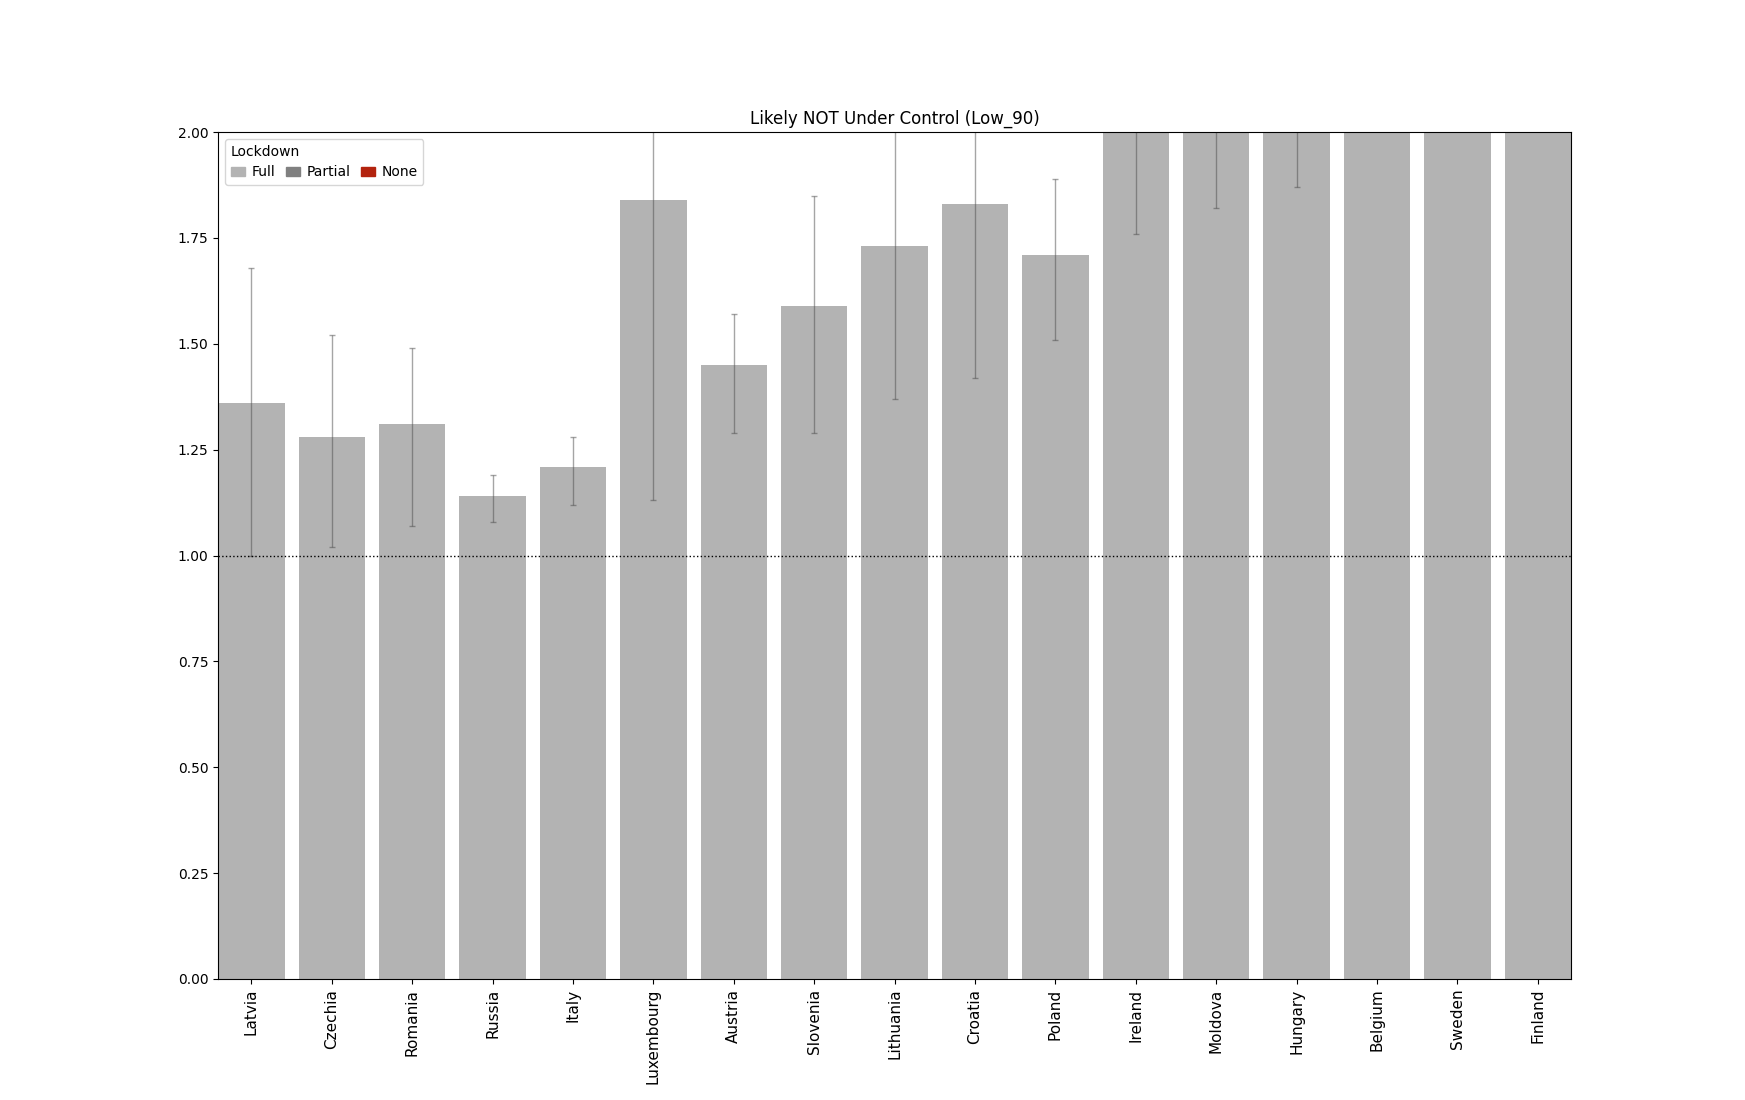 Likely NOT Under Control (Low_90)
Lockdown
Full Partial None
2.00
1.75
1.50
1.25
1.00
0.75
0.50
0.25
0.00
Latvia
Czechia
Romania
Russia
Italy
Luxembourg
Austria
Slovenia
Lithuania
Croatia
Poland
Ireland
Moldova
Hungary
Belgium
Sweden
Finland